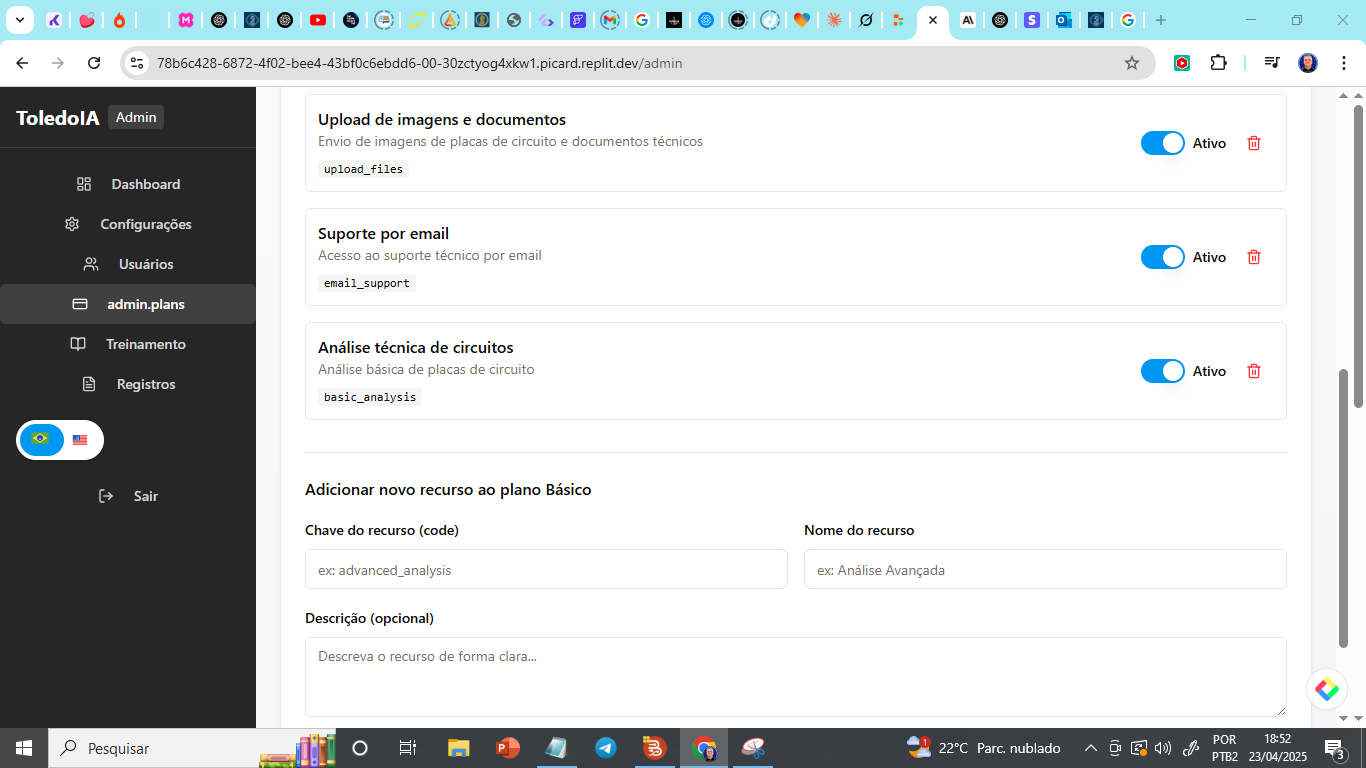 78b6c428-6872-4f02-bee4-43bf0c6ebdd6-00-30zctyog4xkw1.picard.replit.dev/admin
ToledoIA Admin
Dashboard
Configurações
Usuários
admin.plans
Treinamento
Registros
Sair
Upload de imagens e documentos
Envio de imagens de placas de circuito e documentos técnicos
upload_files
Ativo
Suporte por email
Acesso ao suporte técnico por email
email_support
Ativo
Análise técnica de circuitos
Análise básica de placas de circuito
basic_analysis
Ativo
Adicionar novo recurso ao plano Básico
Chave do recurso (code)
ex: advanced_analysis
Nome do recurso
ex: Análise Avançada
Descrição (opcional)
Descreva o recurso de forma clara...
Pesquisar
22°C Parc. nublado
POR
PTB2
18:52
23/04/2025
3